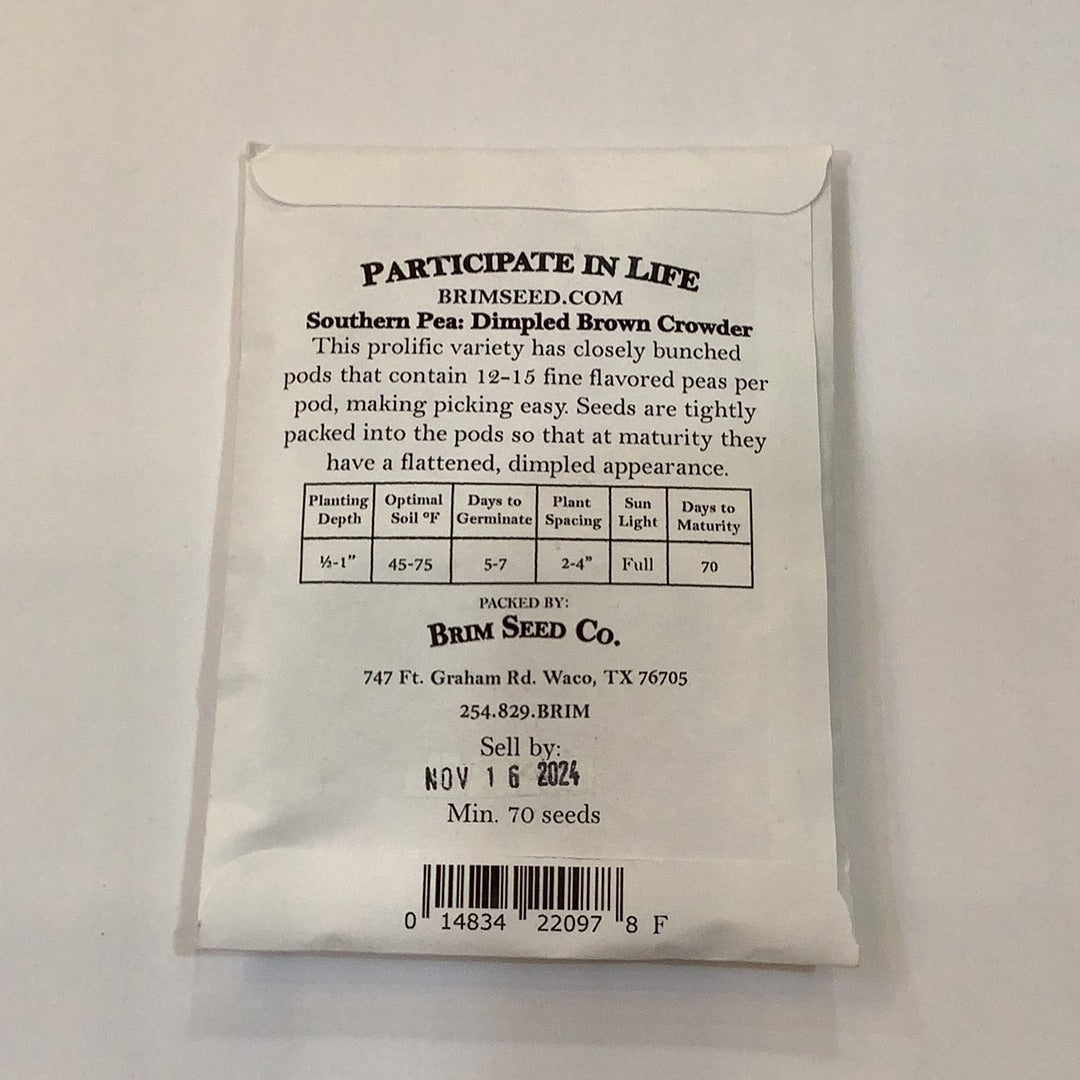 PARTICIPATE IN LIFE
BRIMSEED.COM
Southern Pea: Dimpled Brown Crowder
This prolific variety has closely bunched
pods that contain 12-15 fine flavored peas per
pod, making picking easy. Seeds are tightly
packed into the pods so that at maturity they
have a flattened, dimpled appearance.
Planting Depth Optimal Soil ºF Days to Germinate Plant Spacing Sun Light Days to Maturity
½-1" 45-75 5-7 2-4" Full 70
PACKED BY:
BRIM SEED CO.
747 Ft. Graham Rd. Waco, TX 76705
254.829.BRIM
Sell by:
NOV 16 2024
Min. 70 seeds
0 14834 22097 8 F